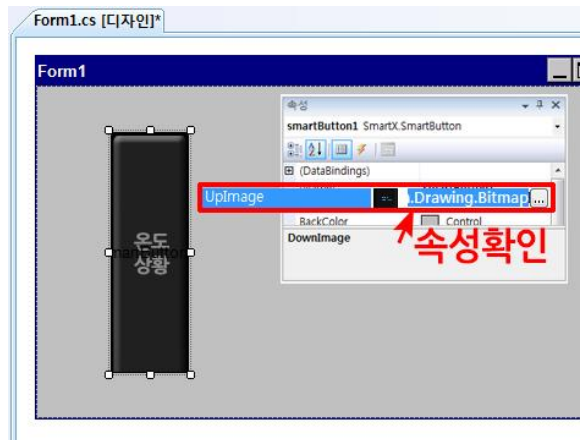 Form1.cs [디자인]*
Form1
속성
smartButton1 SmartX.SmartButton
(DataBindings)
UpImage .Drawing.Bitmap ...
BackColor Control
DownImage
속성확인
온도
상황